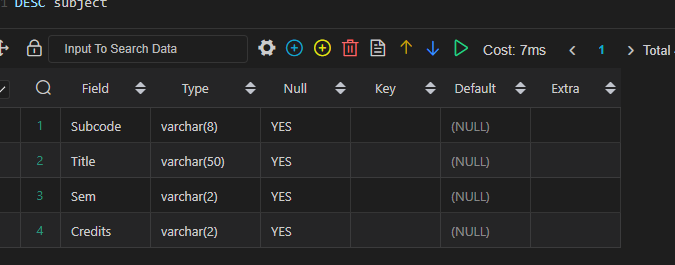 1 DESC subject
Input To Search Data Cost: 7ms 1 Total
Field Type Null Key Default Extra
1 Subcode varchar(8) YES (NULL)
2 Title varchar(50) YES (NULL)
3 Sem varchar(2) YES (NULL)
4 Credits varchar(2) YES (NULL)